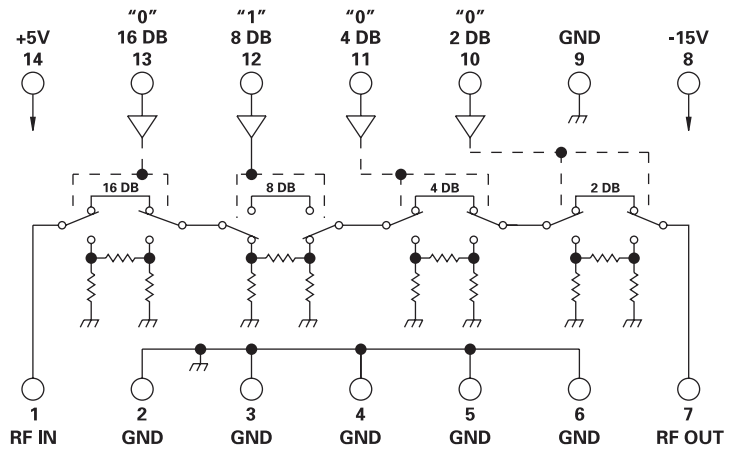 “0” “1” “0” “0”
+5V 16 DB 8 DB 4 DB 2 DB GND -15V
14 13 12 11 10 9 8
16 DB 8 DB 4 DB 2 DB
1 2 3 4 5 6 7
RF IN GND GND GND GND GND RF OUT